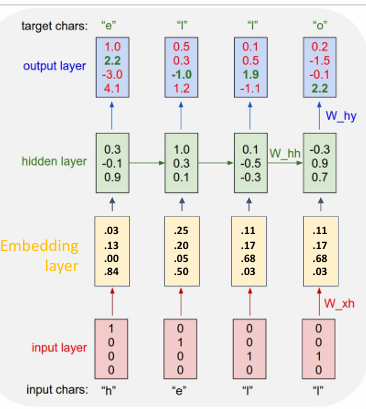 target chars: "e" "l" "l" "o"
1.0 0.5 0.1 0.2
2.2 0.3 0.5 -1.5
output layer -3.0 -1.0 1.9 -0.1
4.1 1.2 -1.1 2.2
W_hy
0.3 1.0 0.1 W_hh -0.3
hidden layer -0.1 0.3 -0.5 0.9
0.9 0.1 -0.3 0.7
.03 .25 .11 .11
Embedding .13 .20 .17 .17
layer .00 .05 .68 .68
.84 .50 .03 .03
W_xh
1 0 0 0
input layer 0 1 0 0
0 0 1 1
0 0 0 0
input chars: "h" "e" "l" "l"